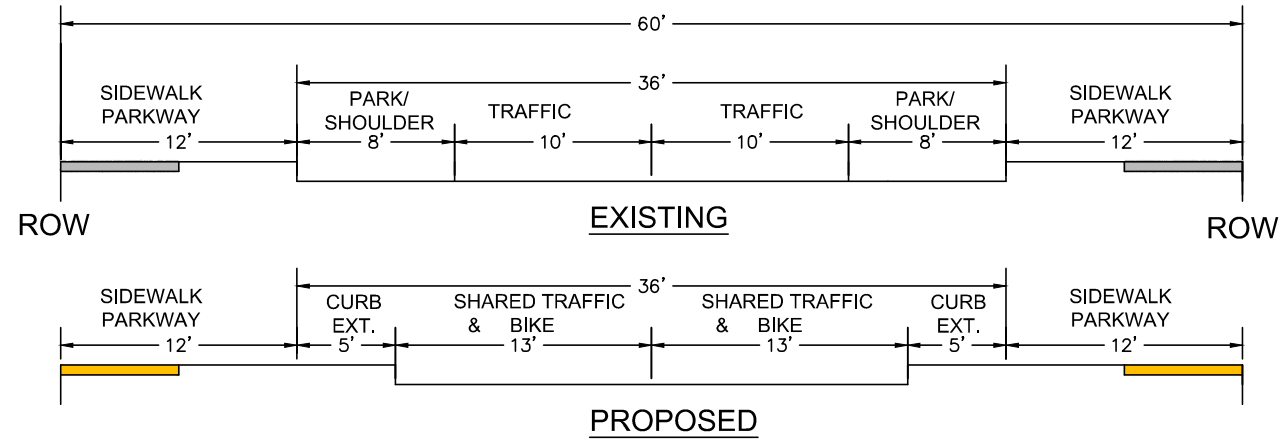 60'
36'
SIDEWALK
PARKWAY
12'
PARK/
SHOULDER
8'
TRAFFIC
10'
TRAFFIC
10'
PARK/
SHOULDER
8'
SIDEWALK
PARKWAY
12'
ROW
EXISTING
ROW
36'
SIDEWALK
PARKWAY
12'
CURB
EXT.
5'
SHARED TRAFFIC
& BIKE
13'
SHARED TRAFFIC
& BIKE
13'
CURB
EXT.
5'
SIDEWALK
PARKWAY
12'
PROPOSED